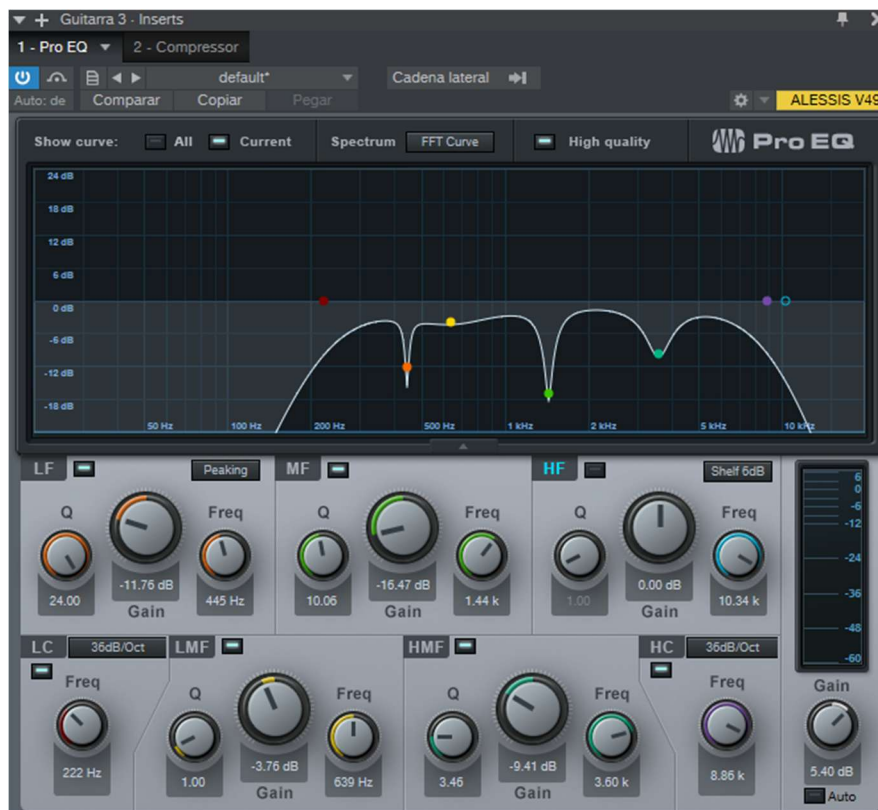 Guitarra 3 - Inserts
1 - Pro EQ 2 - Compressor
default* Cadena lateral
Auto: de Comparar Copiar Pegar ALESSIS V49
Show curve: All Current Spectrum FFT Curve High quality Pro EQ
24 dB
18 dB
12 dB
6 dB
0 dB
-6 dB
-12 dB
-18 dB
50 Hz 100 Hz 200 Hz 500 Hz 1 kHz 2 kHz 5 kHz 10 kHz
LF Peaking MF HF Shelf 6dB
Q Freq Q Freq Q Freq
24.00 -11.76 dB 445 Hz 10.06 -16.47 dB 1.44 k 1.00 0.00 dB 10.34 k
Gain Gain Gain
6
0
-6
-12
-24
-36
-48
-60
LC 36dB/Oct LMF HMF HC 36dB/Oct
Freq Q Freq Q Freq Freq Gain
222 Hz 1.00 -3.76 dB 639 Hz 3.46 -9.41 dB 3.60 k 8.86 k 5.40 dB
Gain Gain Auto